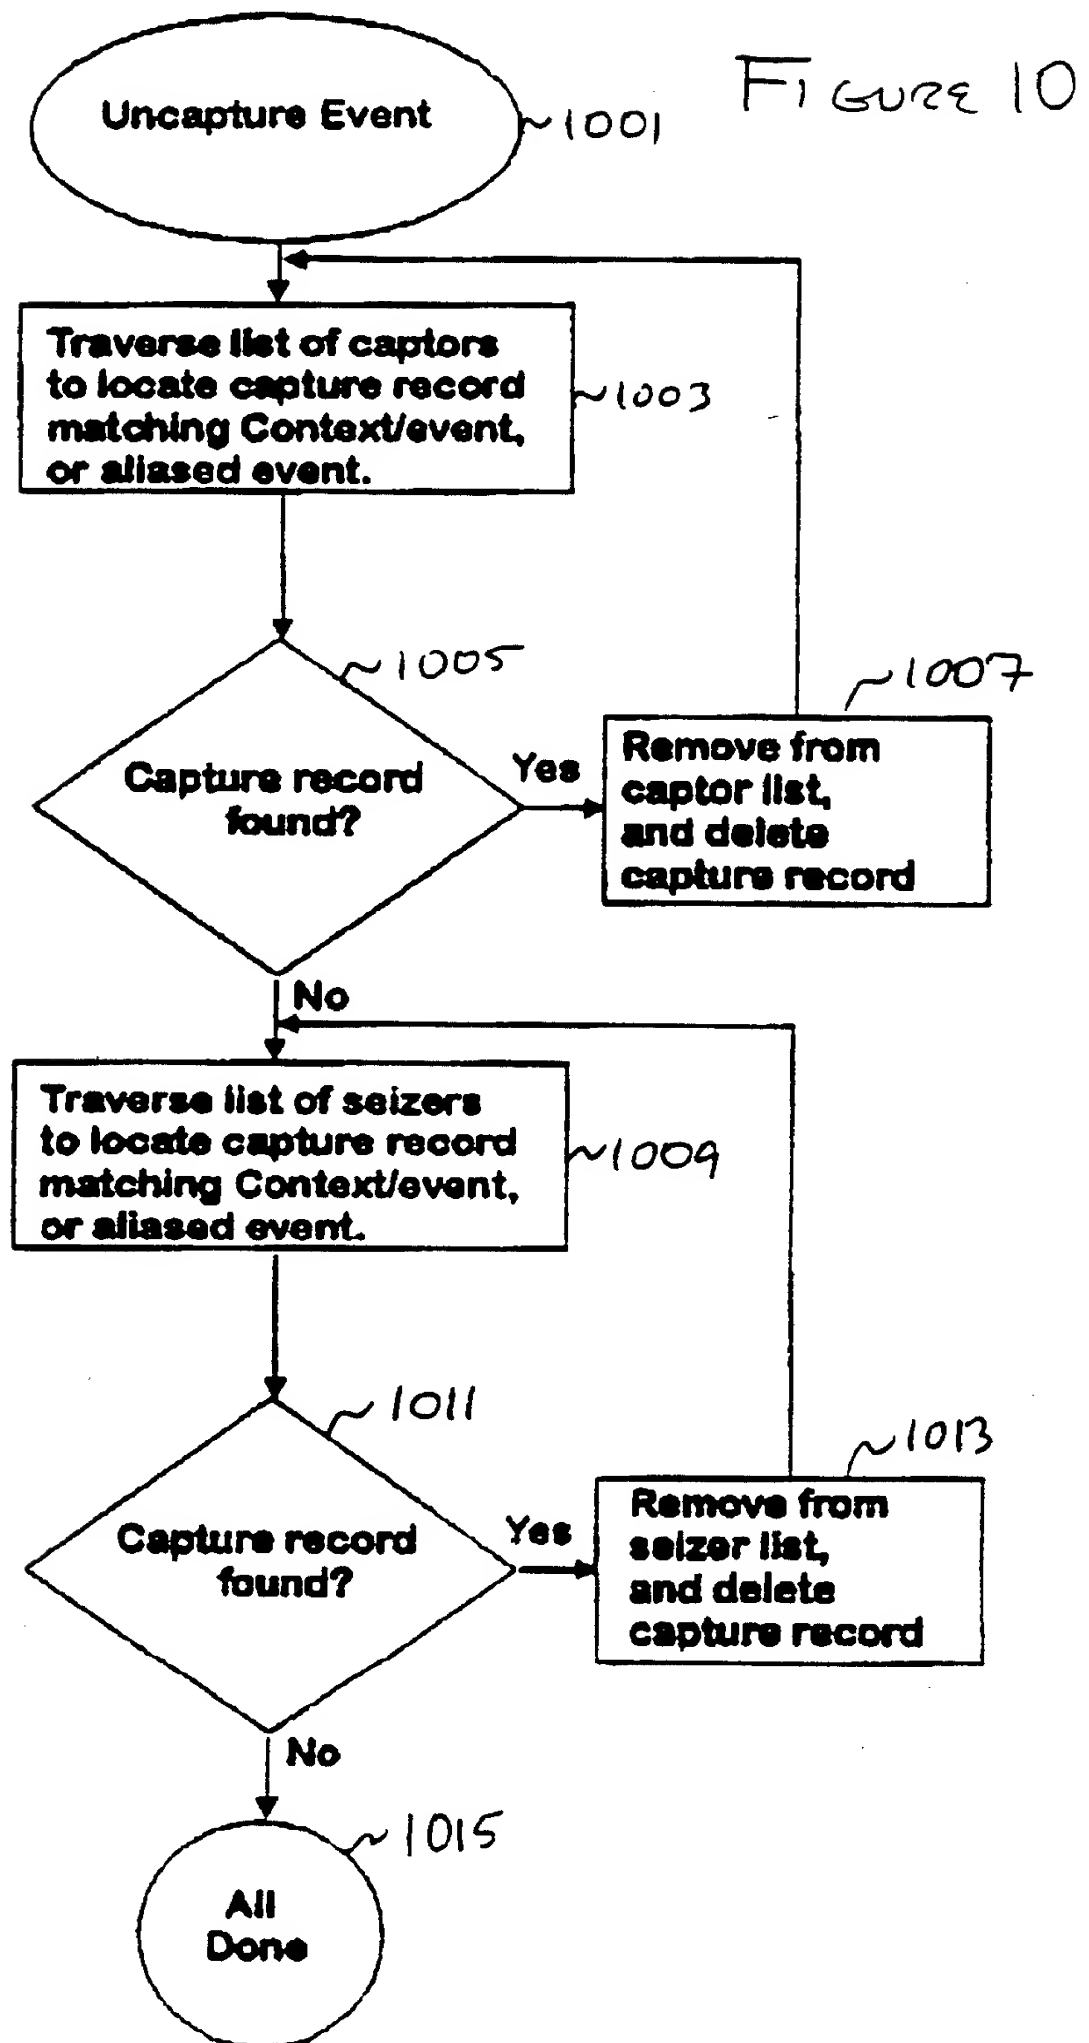 FIGURE 10
Uncapture Event
1001
Traverse list of captors
to locate capture record
matching Context/event,
or aliased event.
1003
1005
Capture record
found?
Yes
1007
Remove from
captor list,
and delete
capture record
No
Traverse list of seizers
to locate capture record
matching Context/event,
or aliased event.
1009
1011
Capture record
found?
Yes
1013
Remove from
seizer list,
and delete
capture record
No
1015
All
Done